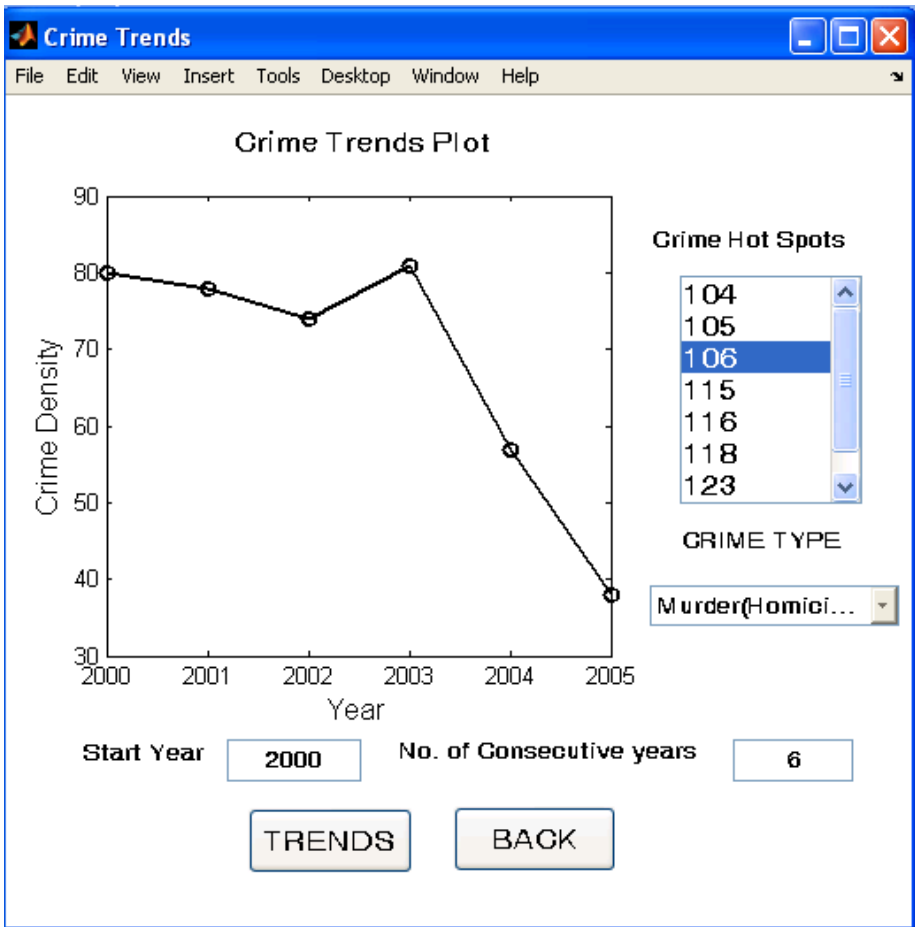 Crime Trends
File Edit View Insert Tools Desktop Window Help
Crime Trends Plot
90
80
70
60
50
40
30
Crime Density
2000 2001 2002 2003 2004 2005
Year
Crime Hot Spots
104
105
106
115
116
118
123
CRIME TYPE
Murder(Homici...
Start Year 2000 No. of Consecutive years 6
TRENDS BACK